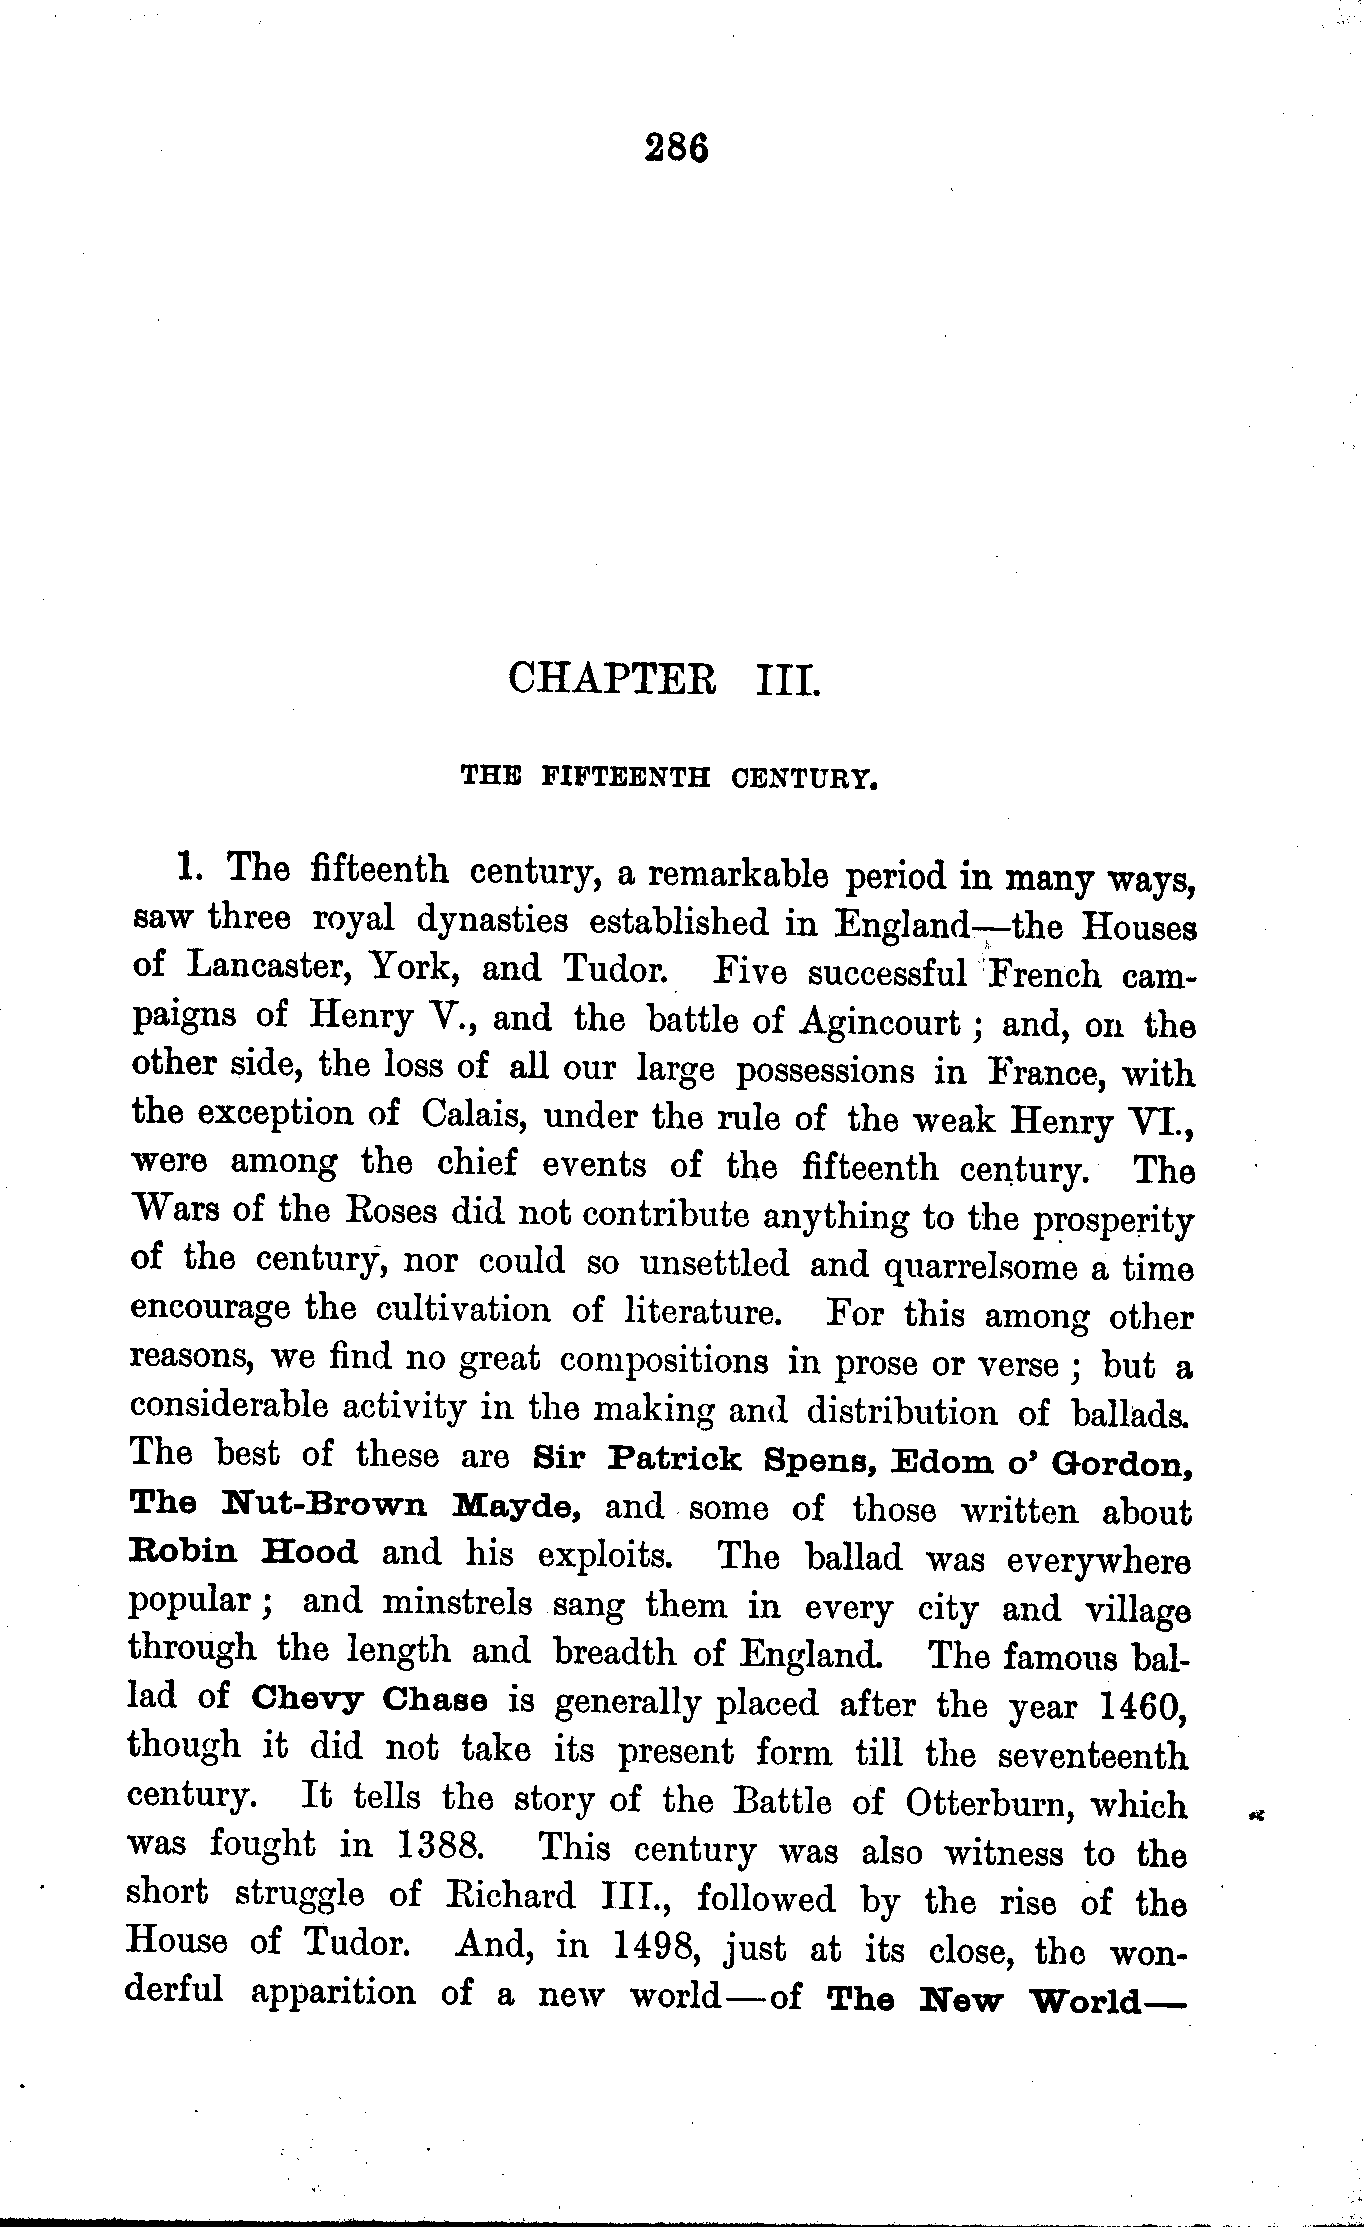 286
CHAPTER III.
THE FIFTEENTH CENTURY.
1. The fifteenth century, a remarkable period in many ways,
saw three royal dynasties established in England—the Houses
of Lancaster, York, and Tudor. Five successful French cam-
paigns of Henry V., and the battle of Agincourt ; and, on the
other side, the loss of all our large possessions in France, with
the exception of Calais, under the rule of the weak Henry VI.,
were among the chief events of the fifteenth century. The
Wars of the Roses did not contribute anything to the prosperity
of the century, nor could so unsettled and quarrelsome a time
encourage the cultivation of literature. For this among other
reasons, we find no great compositions in prose or verse ; but a
considerable activity in the making and distribution of ballads.
The best of these are Sir Patrick Spens, Edom o' Gordon,
The Nut-Brown Mayde, and some of those written about
Robin Hood and his exploits. The ballad was everywhere
popular ; and minstrels sang them in every city and village
through the length and breadth of England. The famous bal-
lad of Chevy Chase is generally placed after the year 1460,
though it did not take its present form till the seventeenth
century. It tells the story of the Battle of Otterburn, which
was fought in 1388. This century was also witness to the
short struggle of Richard III., followed by the rise of the
House of Tudor. And, in 1498, just at its close, the won-
derful apparition of a new world—of The New World—